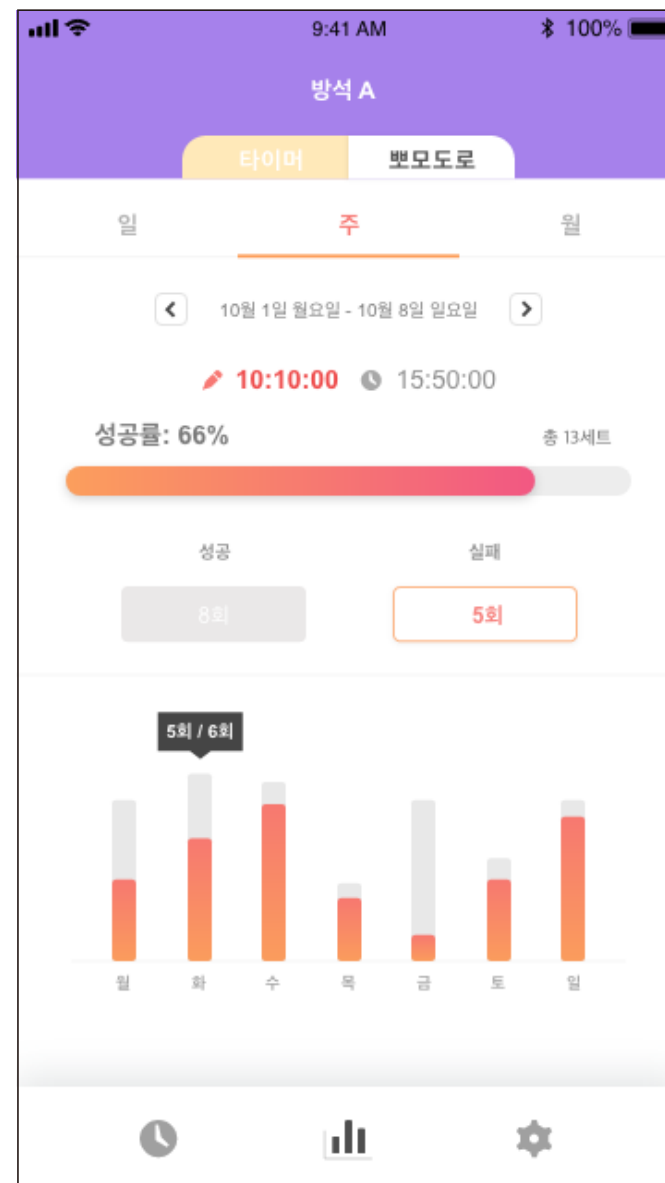 9:41 AM 100%
방석 A
타이머 뽀모도로
일 주 월
10월 1일 월요일 - 10월 8일 일요일
10:10:00 15:50:00
성공률: 66% 총 13세트
성공 실패
8회 5회
5회 / 6회
월 화 수 목 금 토 일